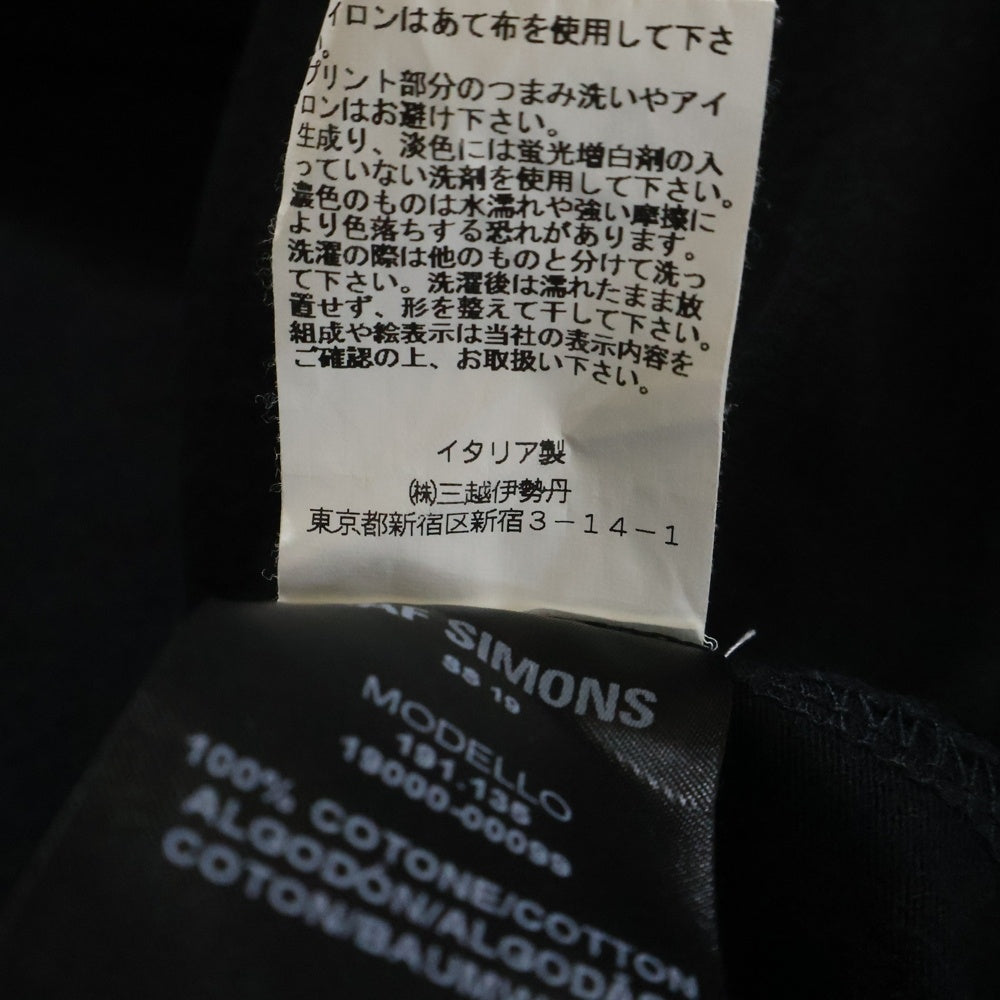 イロンはあて布を使用して下さ
い。
プリント部分のつまみ洗いやアイ
ロンはお避け下さい。
生成り、淡色には蛍光増白剤の入
っていない洗剤を使用して下さい。
濃色のものは水濡れや強い摩擦に
より色落ちする恐れがあります。
洗濯の際は他のものと分けて洗っ
て下さい。洗濯後は濡れたまま放
置せず、形を整えて干して下さい。
組成や絵表示は当社の表示内容を
ご確認の上、お取扱い下さい。
イタリア製
㈱三越伊勢丹
東京都新宿区新宿3-14-1
AF SIMONS
SS 19
MODELLO
191.135
19000-00099
100% COTONE/COTTON
ALGODÓN/ALGODÃ
COTON/BAUMW